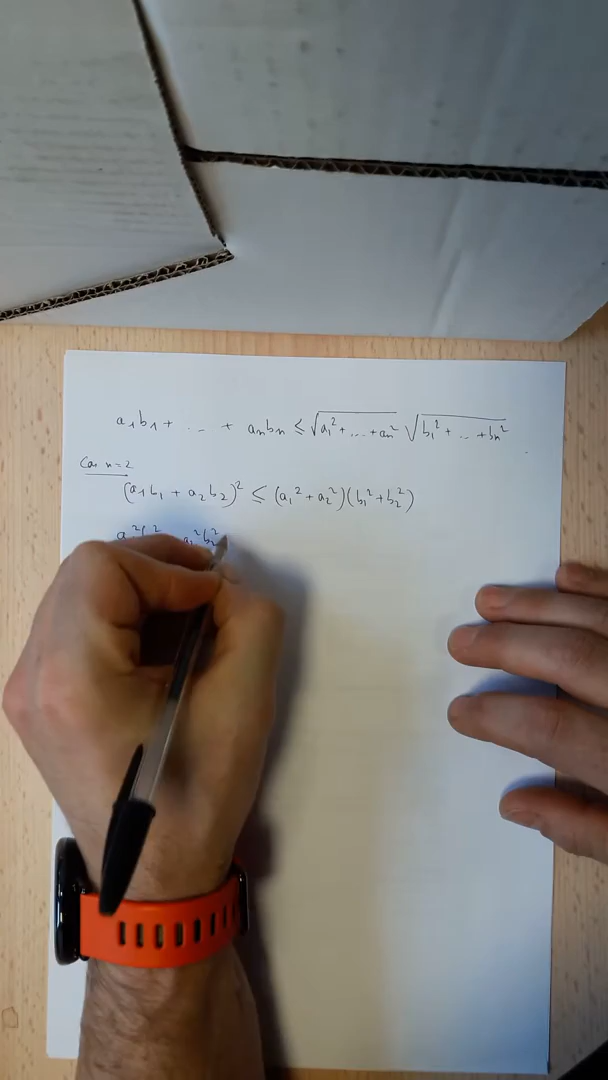 a₁b₁ + ... + aₙbₙ ≤ √(a₁² + ... + aₙ²) √(b₁² + ... + bₙ²)
Cas n=2
(a₁b₁ + a₂b₂)² ≤ (a₁² + a₂²)(b₁² + b₂²)